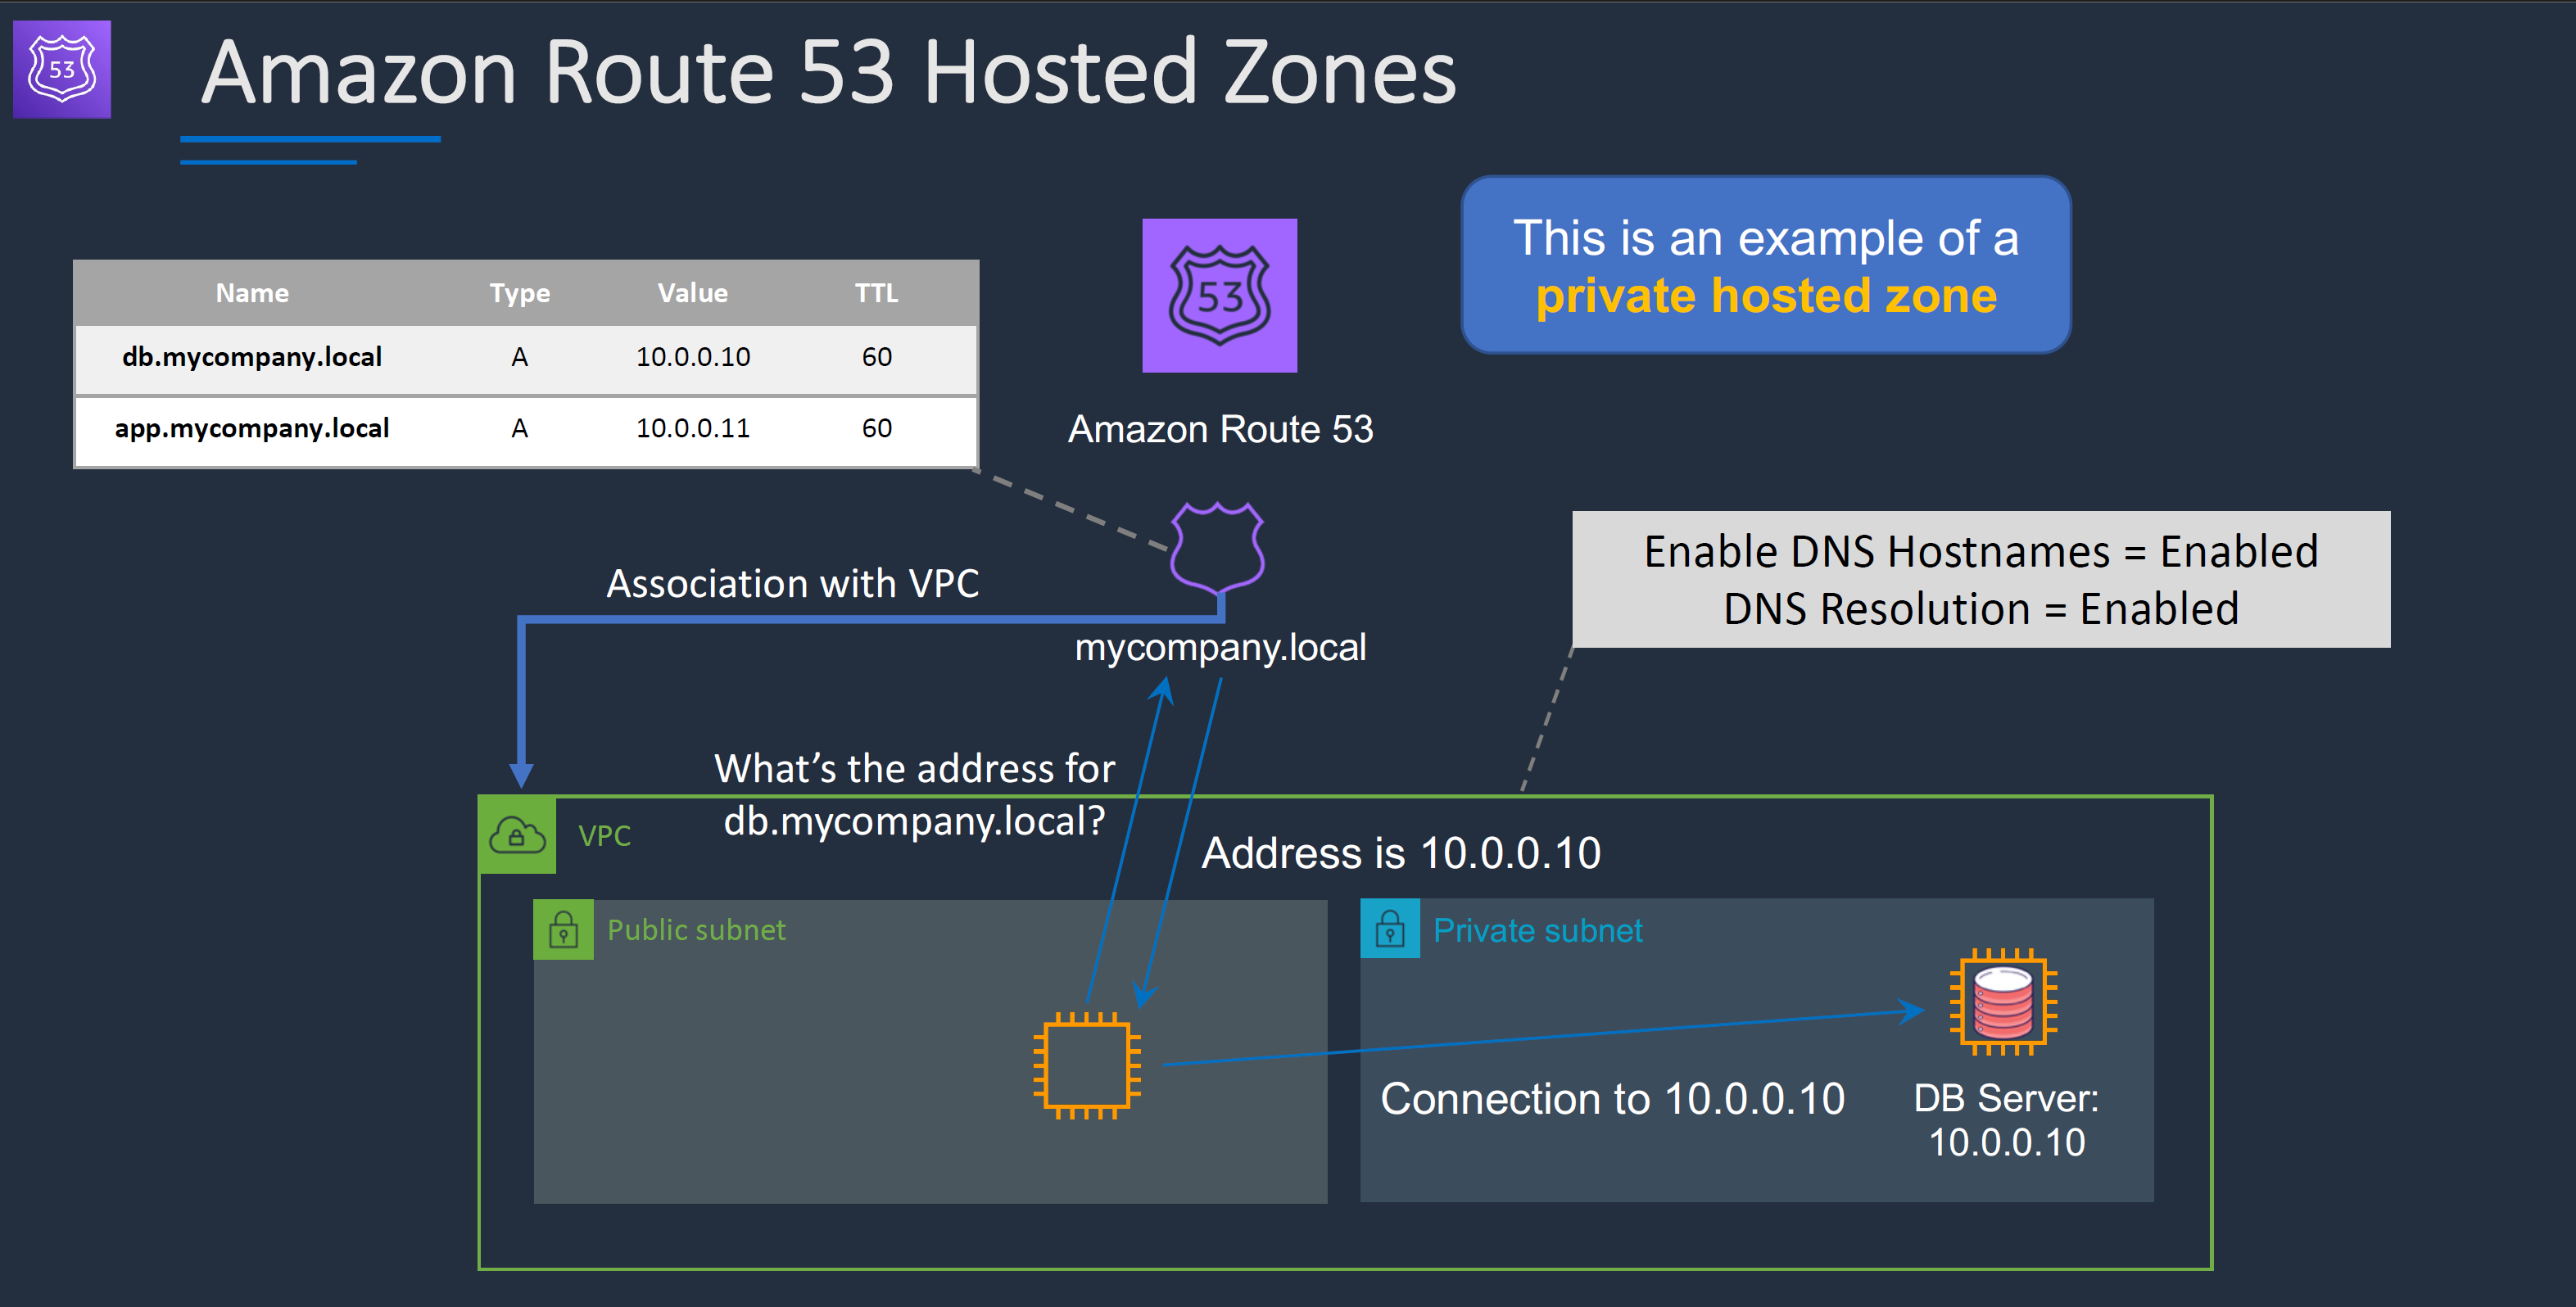 53
Amazon Route 53 Hosted Zones
This is an example of a
private hosted zone
53
Name Type Value TTL
db.mycompany.local A 10.0.0.10 60
app.mycompany.local A 10.0.0.11 60
Amazon Route 53
Enable DNS Hostnames = Enabled
DNS Resolution = Enabled
Association with VPC
mycompany.local
What’s the address for
db.mycompany.local?
VPC
Address is 10.0.0.10
Public subnet
Private subnet
Connection to 10.0.0.10
DB Server:
10.0.0.10